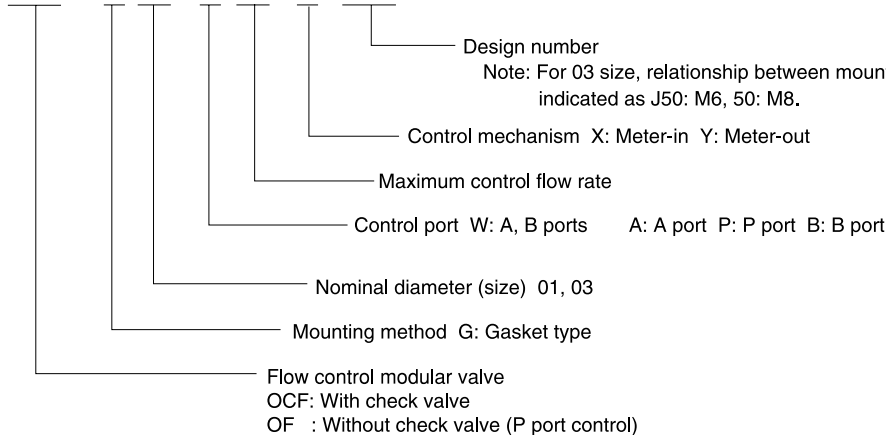 Design number
Note: For 03 size, relationship between moun
indicated as J50: M6, 50: M8.
Control mechanism X: Meter-in Y: Meter-out
Maximum control flow rate
Control port W: A, B ports A: A port P: P port B: B port
Nominal diameter (size) 01, 03
Mounting method G: Gasket type
Flow control modular valve
OCF: With check valve
OF : Without check valve (P port control)